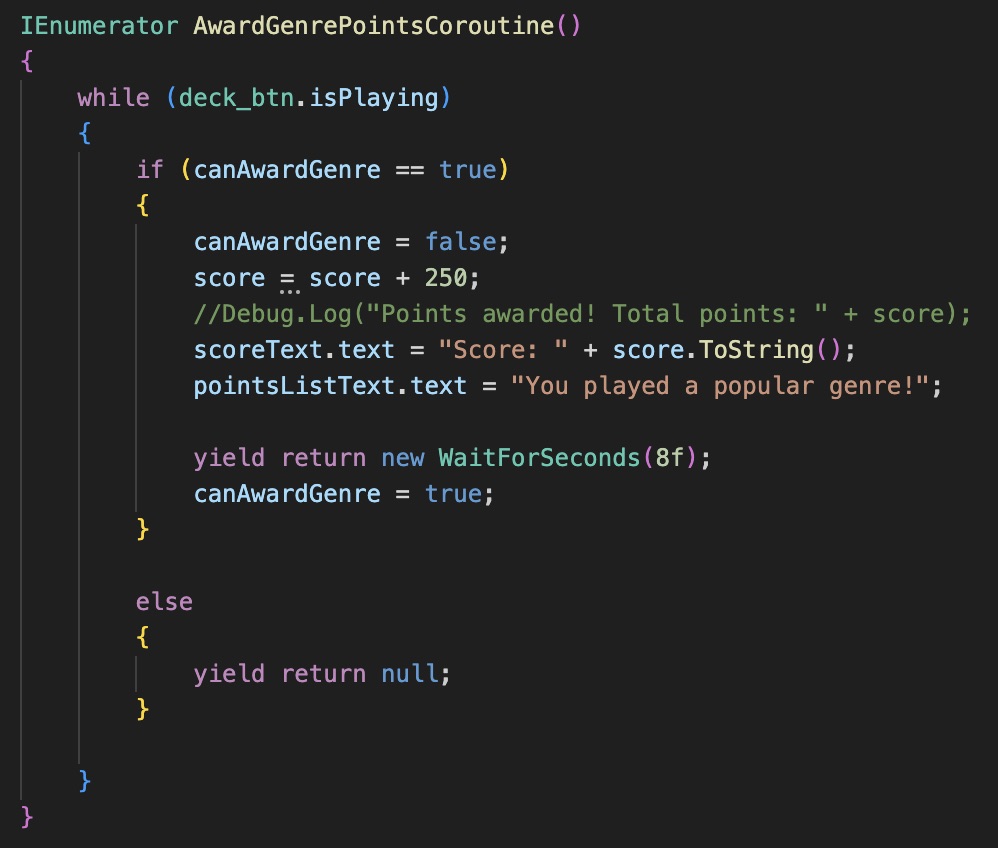 IEnumerator AwardGenrePointsCoroutine()
{
while (deck_btn.isPlaying)
{
if (canAwardGenre == true)
{
canAwardGenre = false;
score = score + 250;
//Debug.Log("Points awarded! Total points: " + score);
scoreText.text = "Score: " + score.ToString();
pointsListText.text = "You played a popular genre!";
yield return new WaitForSeconds(8f);
canAwardGenre = true;
}
else
{
yield return null;
}
}
}